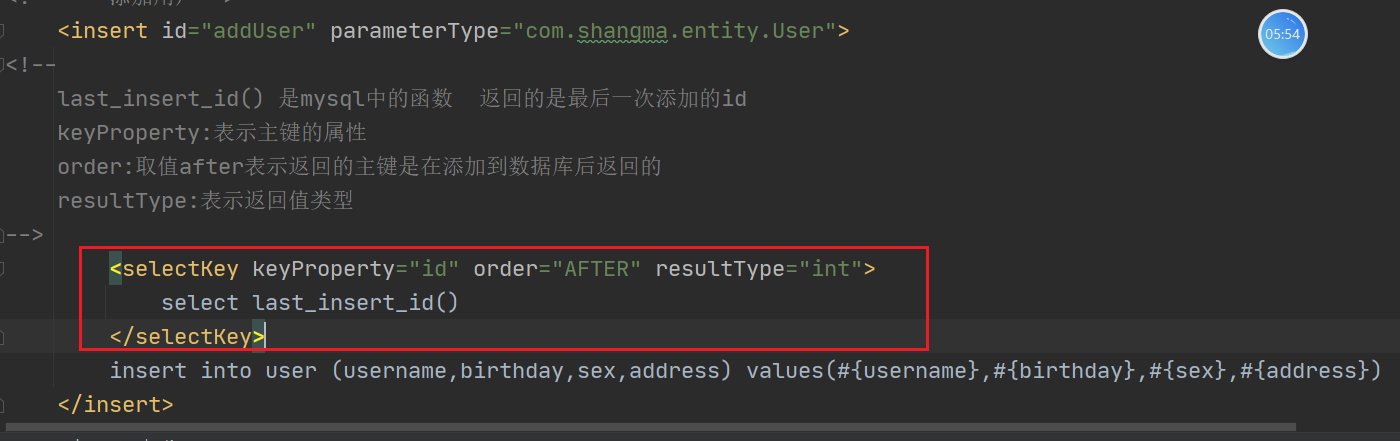 <insert id="addUser" parameterType="com.shangma.entity.User">
05:54
<!--
last_insert_id() 是mysql中的函数  返回的是最后一次添加的id
keyProperty:表示主键的属性
order:取值after表示返回的主键是在添加到数据库后返回的
resultType:表示返回值类型
-->
<selectKey keyProperty="id" order="AFTER" resultType="int">
select last_insert_id()
</selectKey>
insert into user (username,birthday,sex,address) values(#{username},#{birthday},#{sex},#{address})
</insert>